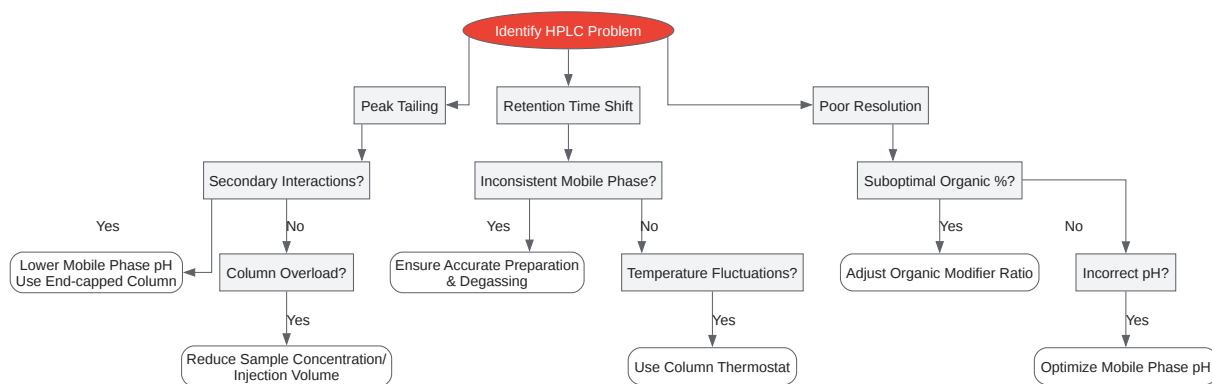 Identify HPLC Problem
Peak Tailing
Retention Time Shift
Poor Resolution
Secondary Interactions?
Inconsistent Mobile Phase?
Suboptimal Organic %?
Yes
No
Yes
No
Yes
No
Lower Mobile Phase pH
Use End-capped Column
Column Overload?
Ensure Accurate Preparation
& Degassing
Temperature Fluctuations?
Adjust Organic Modifier Ratio
Incorrect pH?
Yes
Yes
Yes
Reduce Sample Concentration/
Injection Volume
Use Column Thermostat
Optimize Mobile Phase pH